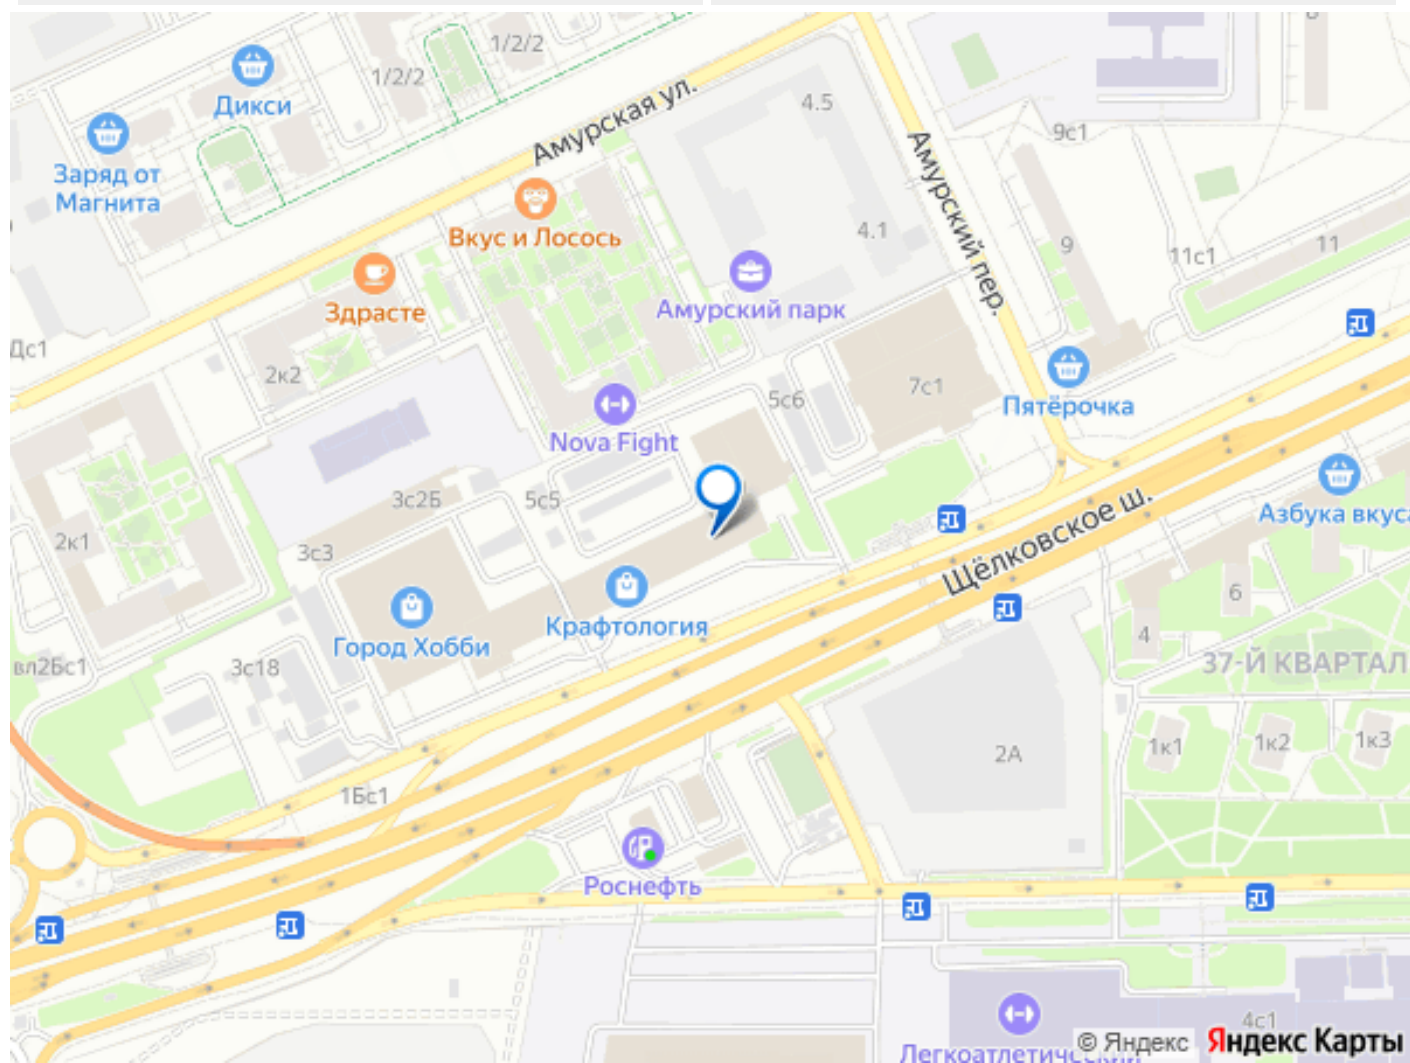 1/2/2
1/2/2
Дикси
Амурская ул.
4.5
Амурский пер.
9с1
Заряд от
Магнита
Вкус и Лосось
4.1
9
11с1
11
Здрасте
Амурский парк
Дс1
2к2
7с1
5с6
Пятёрочка
Nova Fight
3с2Б
5с5
Щёлковское ш.
Азбука вкуса
2к1
3с3
Город Хобби
Крафтология
6
4
37-Й КВАРТАЛ
вл2Бс1
3с18
2А
1к1
1к2
1к3
1Бс1
Роснефть
4с1
© Яндекс
Яндекс Карты